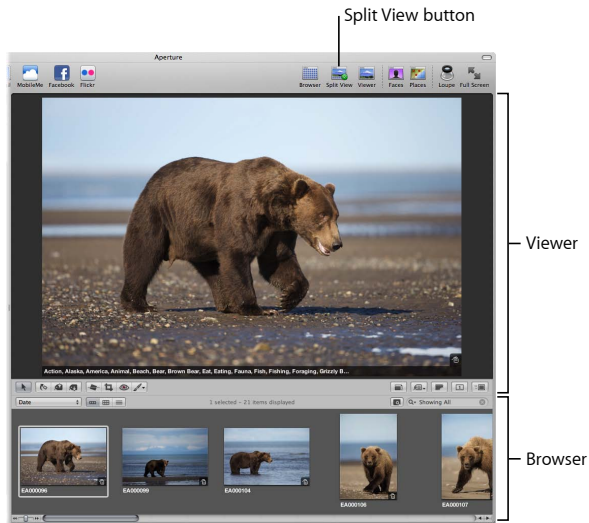 Split View button
Aperture
MobileMe Facebook Flickr Browser Split View Viewer Faces Places Loupe Full Screen
Viewer
Action, Alaska, America, Animal, Beach, Bear, Brown Bear, Eat, Eating, Fauna, Fish, Fishing, Foraging, Grizzly B...
Date 1 selected - 21 items displayed Showing All
Browser
EA000096 EA000099 EA000104 EA000106 EA000107